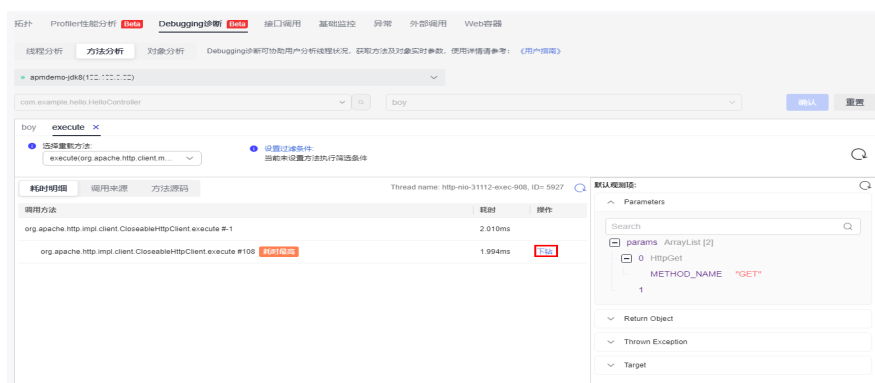 拓扑 Profiler性能分析 Beta Debugging诊断 Beta 接口调用 基础监控 异常 外部调用 Web容器
线程分析 方法分析 对象分析 Debugging诊断可协助用户分析线程状况，获取方法及对象实时参数，使用详情请参考：《用户指南》
apmdemo-jdk8
com.example.hello.HelloController boy 确认 重置
boy execute ×
选择重载方法: 设置过滤条件:
execute(org.apache.http.client.m... 当前未设置方法执行筛选条件
耗时明细 调用来源 方法源码 Thread name: http-nio-31112-exec-908, ID= 5927 默认观测项:
调用方法 耗时 操作 Parameters
org.apache.http.impl.client.CloseableHttpClient.execute #-1 2.010ms Search
org.apache.http.impl.client.CloseableHttpClient.execute #108 耗时最高 1.994ms 下钻 params ArrayList [2]
0 HttpGet
METHOD_NAME "GET"
1
Return Object
Thrown Exception
Target